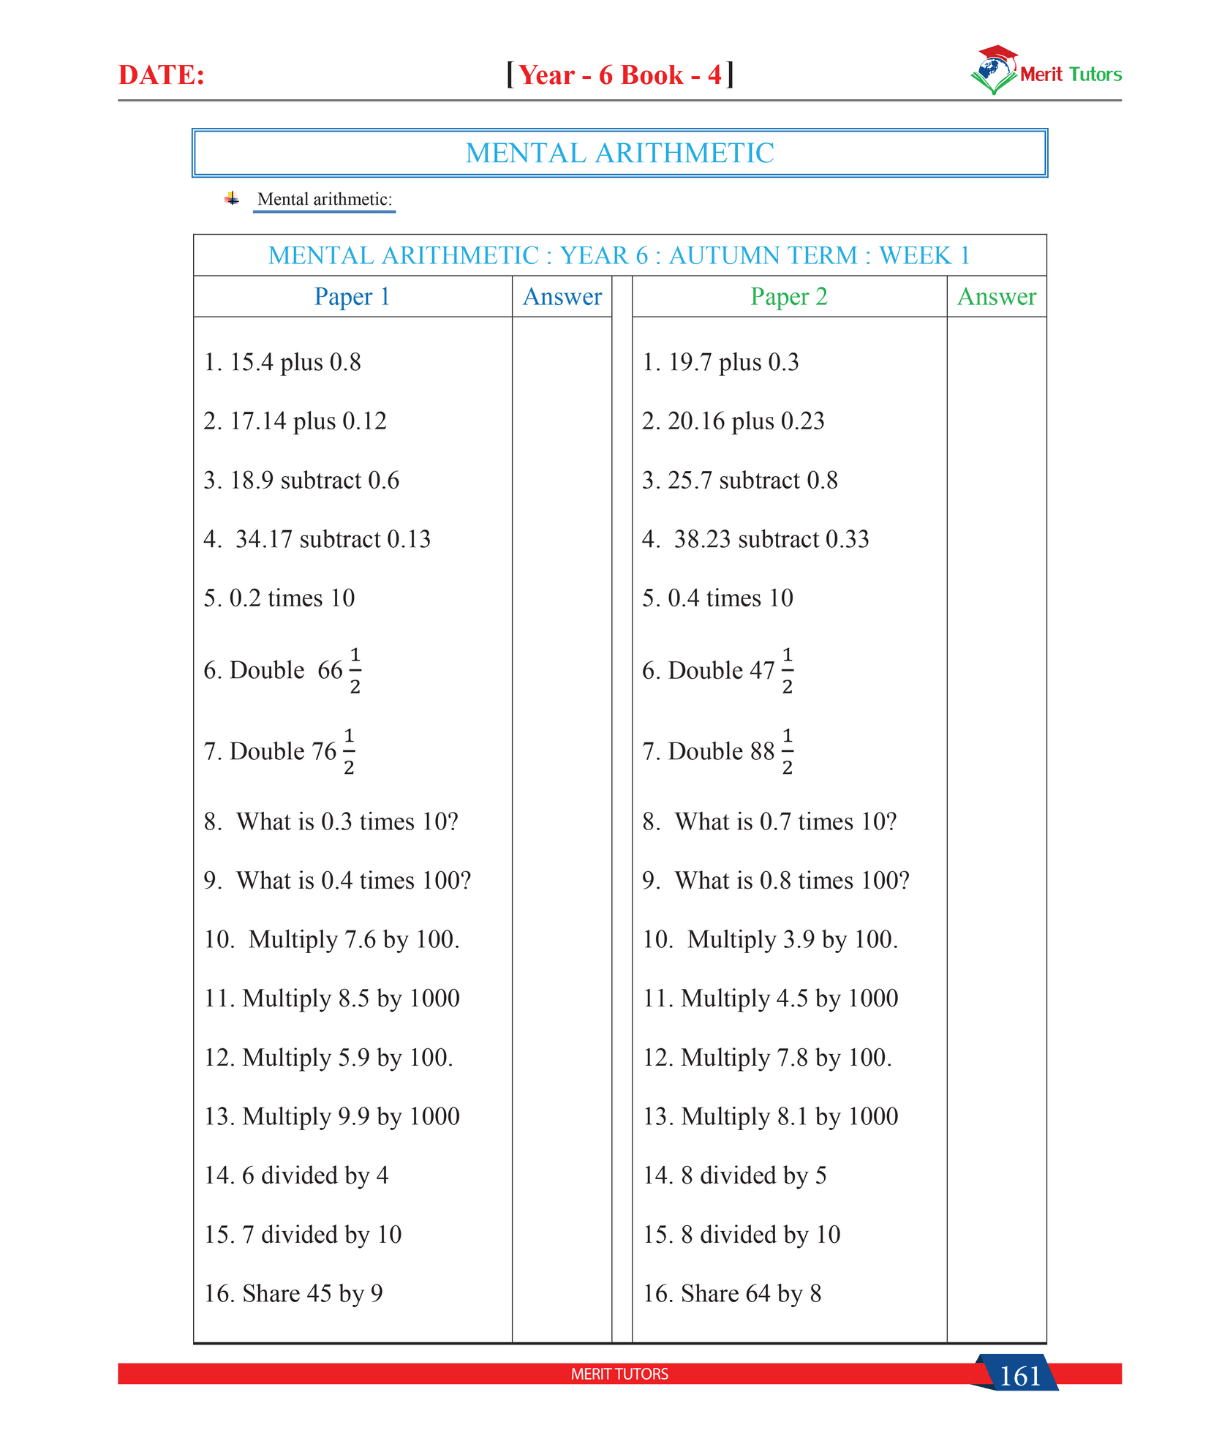 DATE:
[Year - 6 Book - 4]
Merit Tutors
MENTAL ARITHMETIC
Mental arithmetic:
MENTAL ARITHMETIC : YEAR 6 : AUTUMN TERM : WEEK 1
Paper 1
Answer
Paper 2
Answer
1. 15.4 plus 0.8
2. 17.14 plus 0.12
3. 18.9 subtract 0.6
4. 34.17 subtract 0.13
5. 0.2 times 10
6. Double 66 1/2
7. Double 76 1/2
8. What is 0.3 times 10?
9. What is 0.4 times 100?
10. Multiply 7.6 by 100.
11. Multiply 8.5 by 1000
12. Multiply 5.9 by 100.
13. Multiply 9.9 by 1000
14. 6 divided by 4
15. 7 divided by 10
16. Share 45 by 9
1. 19.7 plus 0.3
2. 20.16 plus 0.23
3. 25.7 subtract 0.8
4. 38.23 subtract 0.33
5. 0.4 times 10
6. Double 47 1/2
7. Double 88 1/2
8. What is 0.7 times 10?
9. What is 0.8 times 100?
10. Multiply 3.9 by 100.
11. Multiply 4.5 by 1000
12. Multiply 7.8 by 100.
13. Multiply 8.1 by 1000
14. 8 divided by 5
15. 8 divided by 10
16. Share 64 by 8
MERIT TUTORS
161